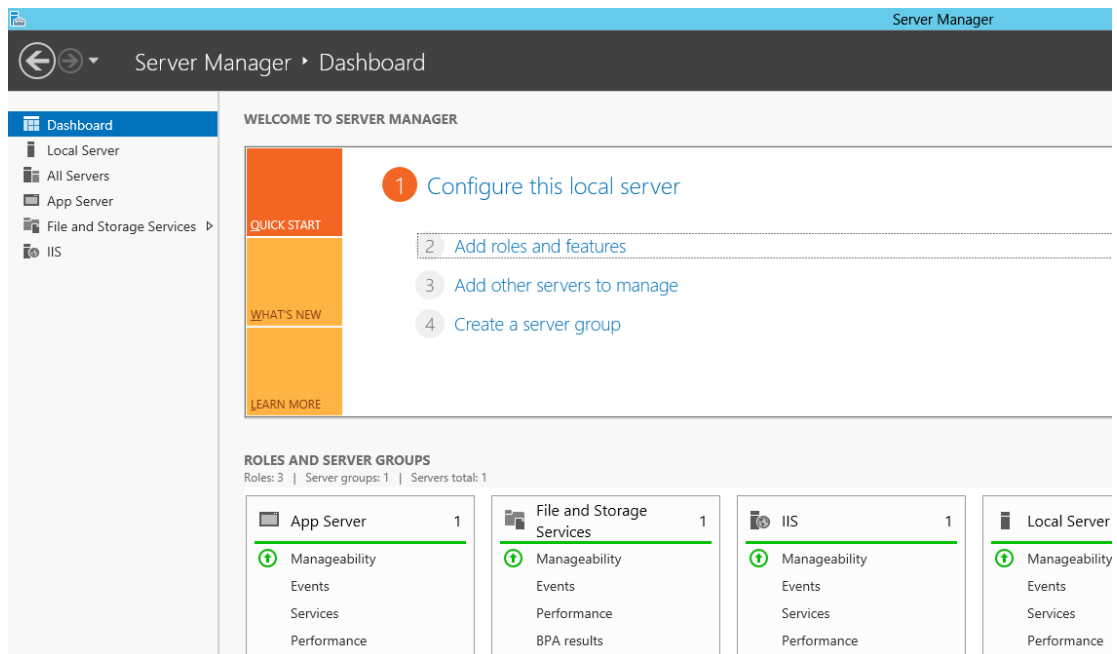 Server Manager
Server Manager • Dashboard
Dashboard
Local Server
All Servers
App Server
File and Storage Services
IIS
WELCOME TO SERVER MANAGER
QUICK START
WHAT'S NEW
LEARN MORE
1 Configure this local server
2 Add roles and features
3 Add other servers to manage
4 Create a server group
ROLES AND SERVER GROUPS
Roles: 3 | Server groups: 1 | Servers total: 1
App Server 1
Manageability
Events
Services
Performance
File and Storage
Services 1
Manageability
Events
Performance
BPA results
IIS 1
Manageability
Events
Services
Performance
Local Server
Manageability
Events
Services
Performance